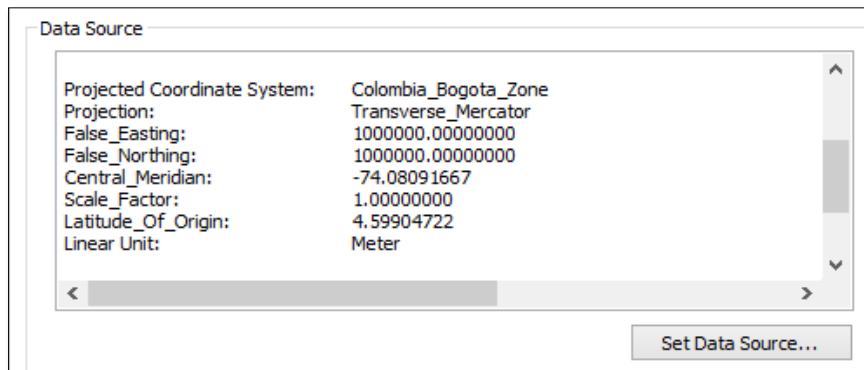 Data Source
Projected Coordinate System: Colombia_Bogota_Zone
Projection: Transverse_Mercator
False_Easting: 1000000.00000000
False_Northing: 1000000.00000000
Central_Meridian: -74.08091667
Scale_Factor: 1.00000000
Latitude_Of_Origin: 4.59904722
Linear Unit: Meter
Set Data Source...